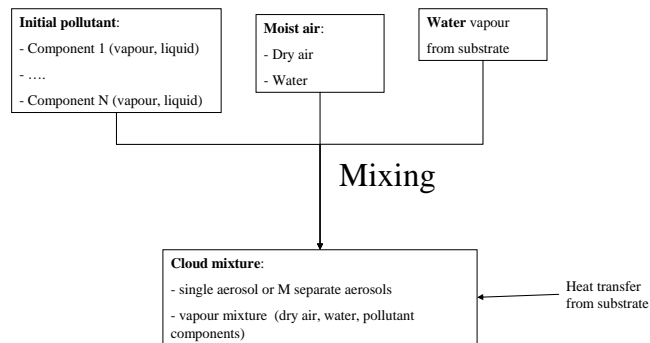 Initial pollutant:
- Component 1 (vapour, liquid)
- ….
- Component N (vapour, liquid)
Moist air:
- Dry air
- Water
Water vapour
from substrate
Mixing
Cloud mixture:
- single aerosol or M separate aerosols
- vapour mixture (dry air, water, pollutant
components)
Heat transfer
from substrate